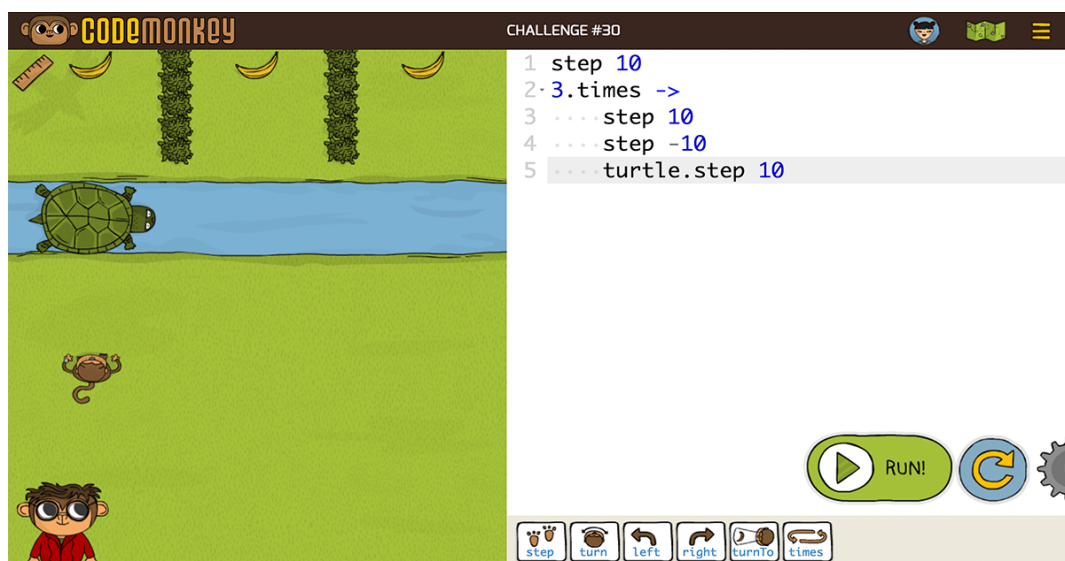 CODEMONKEY
CHALLENGE #30
1 step 10
2 3.times ->
3 step 10
4 step -10
5 turtle.step 10
RUN!
step turn left right turnTo times